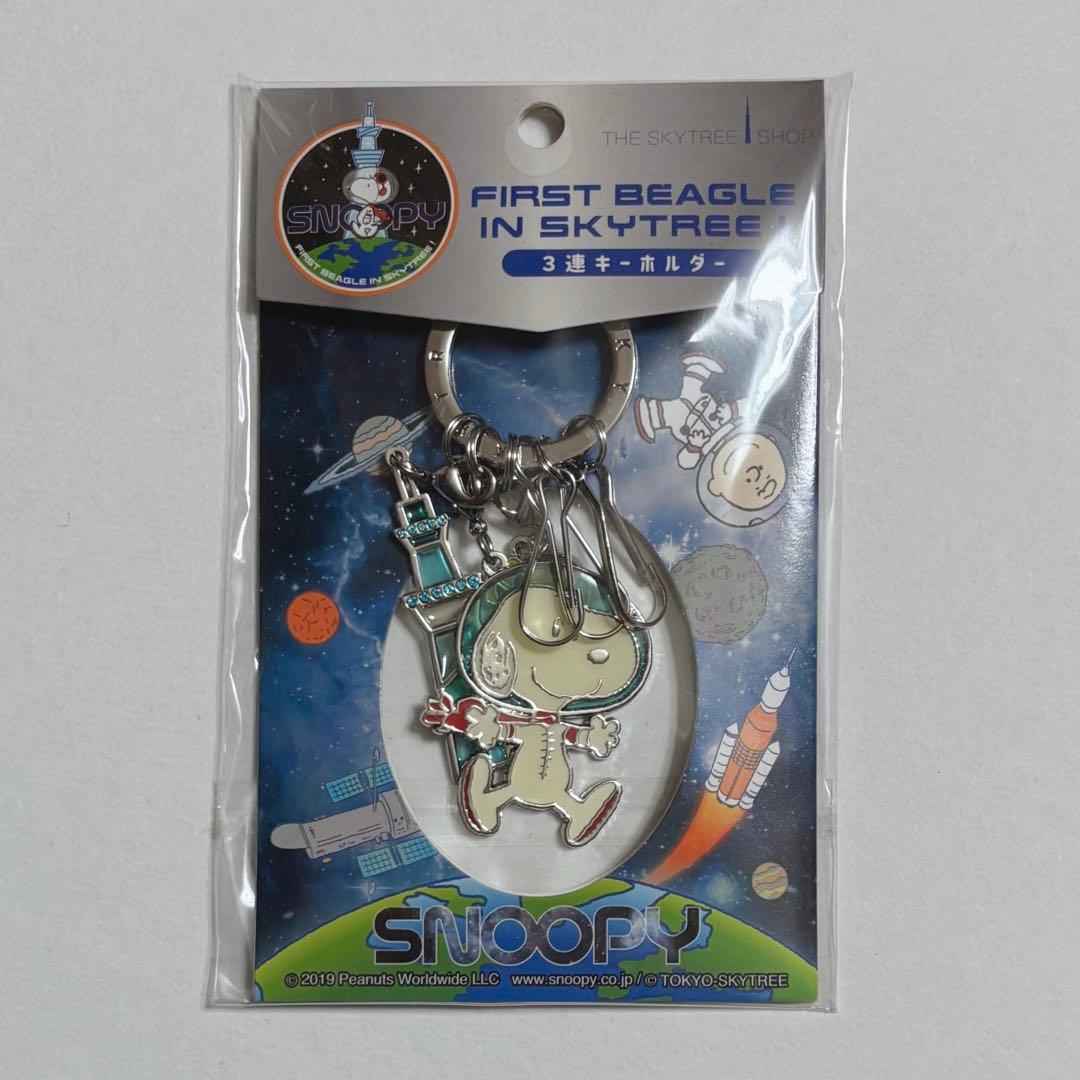 THE SKYTREE SHOP
SNOOPY
FIRST BEAGLE IN SKYTREE !
FIRST BEAGLE
IN SKYTREE !
3連キーホルダー
SNOOPY
© 2019 Peanuts Worldwide LLC www.snoopy.co.jp / © TOKYO-SKYTREE